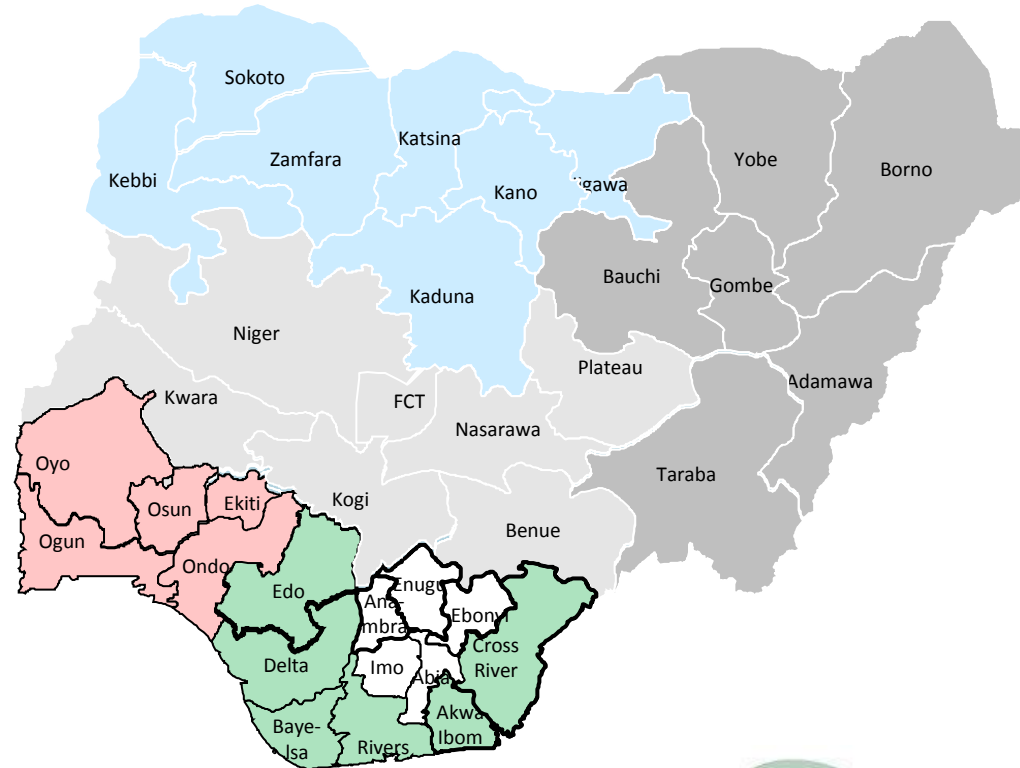 Sokoto
Katsina
Zamfara
Yobe
Borno
Kebbi
Kano
igawa
Bauchi
Gombe
Kaduna
Niger
Plateau
Adamawa
Kwara
FCT
Nasarawa
Oyo
Taraba
Kogi
Ekiti
Osun
Benue
Ogun
Ondo
Edo
Enugu
Ana-
mbra
Ebonyi
Cross
River
Delta
Imo
Abia
Akwa
Ibom
Baye-
lsa
Rivers